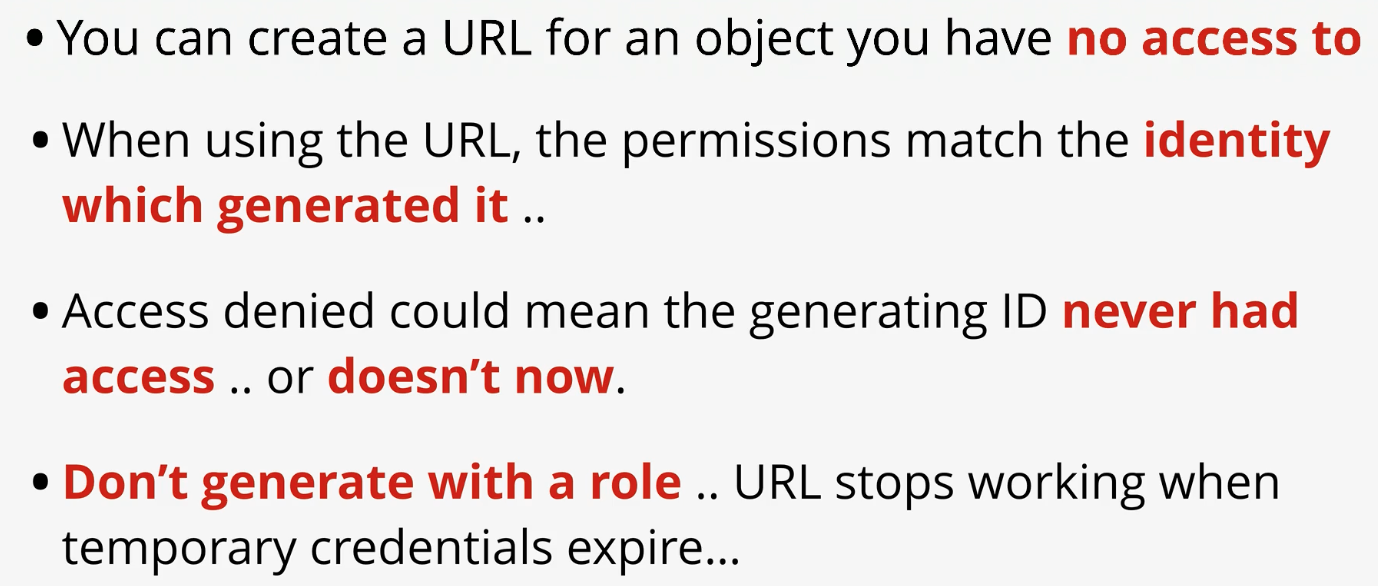 • You can create a URL for an object you have no access to
• When using the URL, the permissions match the identity
which generated it ..
• Access denied could mean the generating ID never had
access .. or doesn’t now.
• Don’t generate with a role .. URL stops working when
temporary credentials expire...